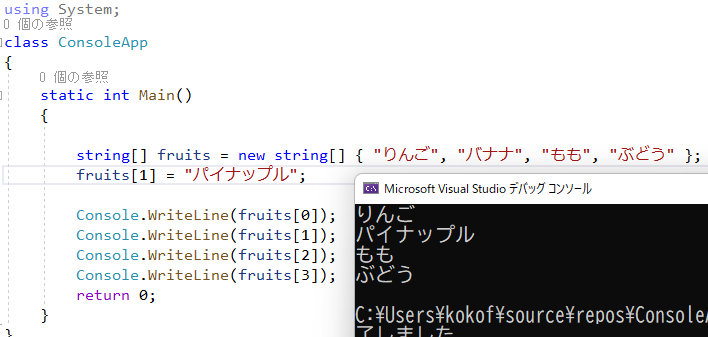 using System;
0 個の参照
class ConsoleApp
{
0 個の参照
static int Main()
{
string[] fruits = new string[] { "りんご", "バナナ", "もも", "ぶどう" };
fruits[1] = "パイナップル";
Console.WriteLine(fruits[0]);
Console.WriteLine(fruits[1]);
Console.WriteLine(fruits[2]);
Console.WriteLine(fruits[3]);
return 0;
}
}
Microsoft Visual Studio デバッグ コンソール
りんご
パイナップル
もも
ぶどう
C:¥Users¥kokof¥source¥repos¥ConsoleA
了しました